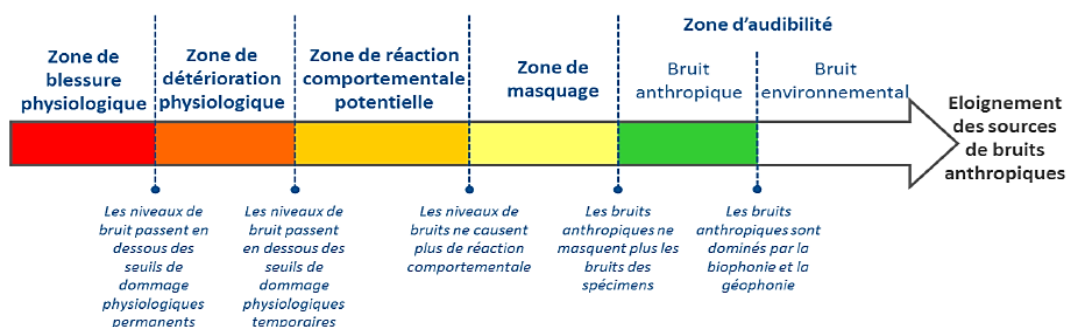 Zone de
blessure
physiologique
Zone de
détérioration
physiologique
Zone de réaction
comportementale
potentielle
Zone de
masquage
Zone d'audibilité
Bruit
anthropique
Bruit
environnemental
Eloignement
des sources
de bruits
anthropiques
Les niveaux de
bruit passent en
dessous des
seuils de
dommage
physiologiques
permanents
Les niveaux de
bruit passent
en dessous des
seuils de
dommage
physiologiques
temporaires
Les niveaux de
bruits ne causent
plus de réaction
comportementale
Les bruits
anthropiques ne
masquent plus les
bruits des
spécimens
Les bruits
anthropiques sont
dominés par la
biophonie et la
géophonie